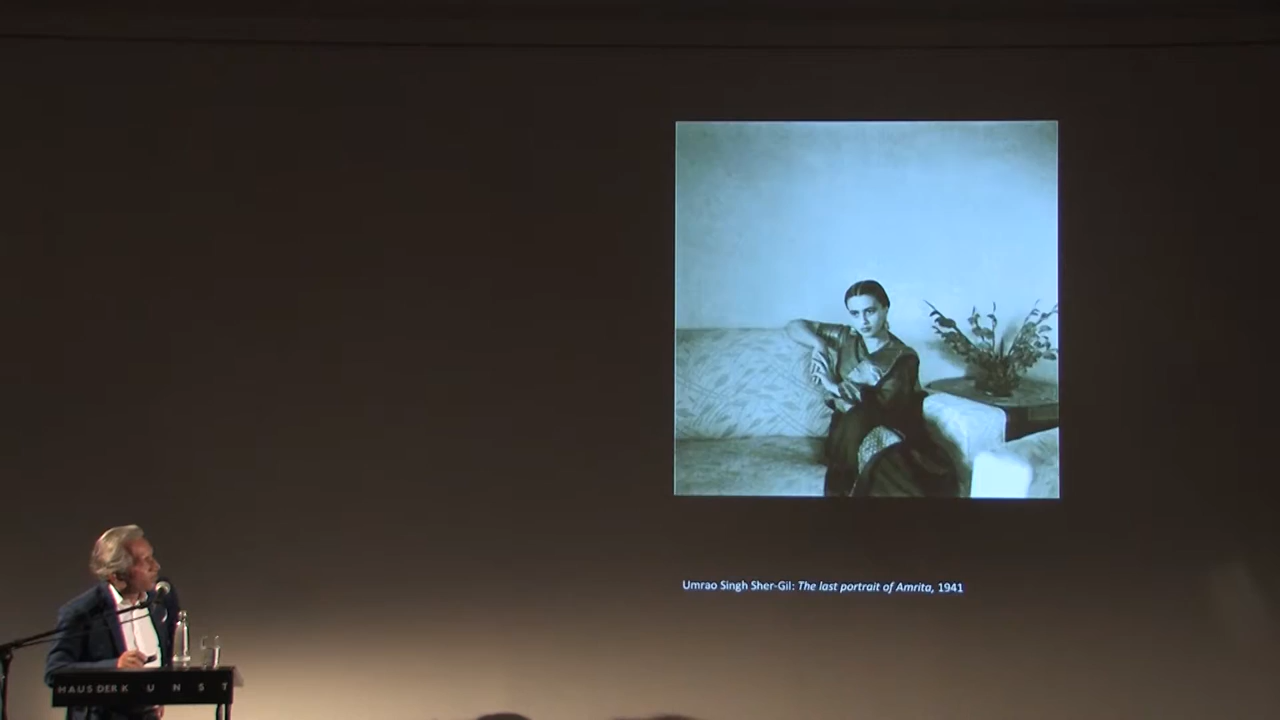 Umrao Singh Sher-Gil: The last portrait of Amrita, 1941
HAUS DER K U N S T